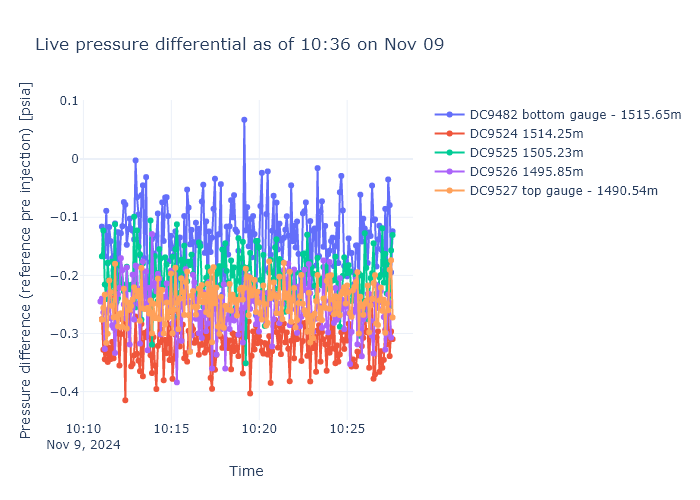 Live pressure differential as of 10:36 on Nov 09
Pressure difference (reference pre injection) [psia]
0.1
0
−0.1
−0.2
−0.3
−0.4
10:10
Nov 9, 2024
10:15
10:20
10:25
Time
DC9482 bottom gauge - 1515.65m
DC9524 1514.25m
DC9525 1505.23m
DC9526 1495.85m
DC9527 top gauge - 1490.54m